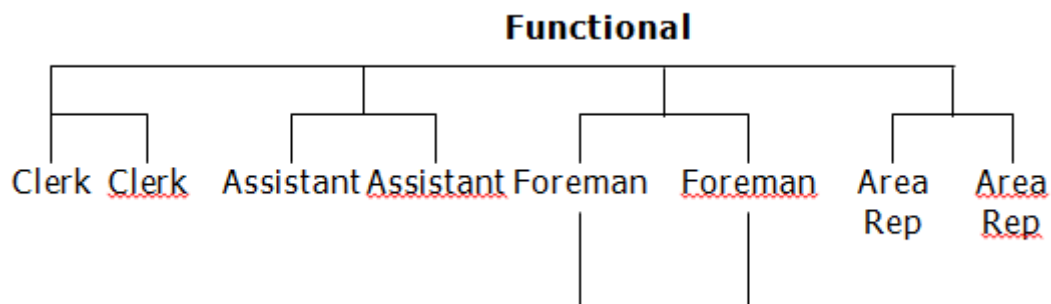 Functional
Clerk Clerk Assistant Assistant Foreman Foreman Area Area
Rep Rep